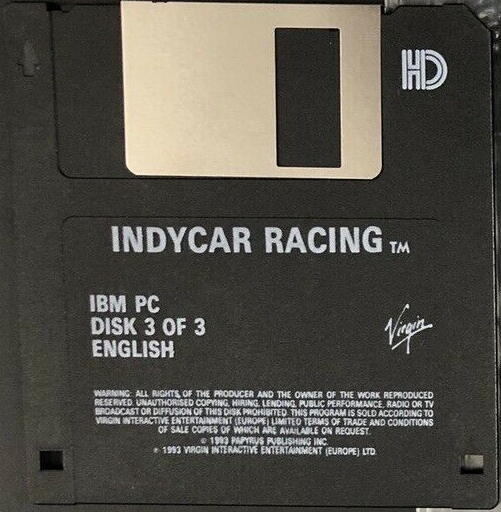 HD
INDYCAR RACING TM
IBM PC
DISK 3 OF 3
ENGLISH
Virgin
WARNING: ALL RIGHTS, OF THE PRODUCER AND THE OWNER OF THE WORK REPRODUCED
RESERVED. UNAUTHORISED COPYING, HIRING, LENDING, PUBLIC PERFORMANCE, RADIO OR TV
BROADCAST OR DIFFUSION OF THIS DISK PROHIBITED. THIS PROGRAM IS SOLD ACCORDING TO
VIRGIN INTERACTIVE ENTERTAINMENT (EUROPE) LIMITED TERMS OF TRADE AND CONDITIONS
OF SALE COPIES OF WHICH ARE AVAILABLE ON REQUEST.
© 1993 PAPYRUS PUBLISHING INC.
© 1993 VIRGIN INTERACTIVE ENTERTAINMENT (EUROPE) LTD.